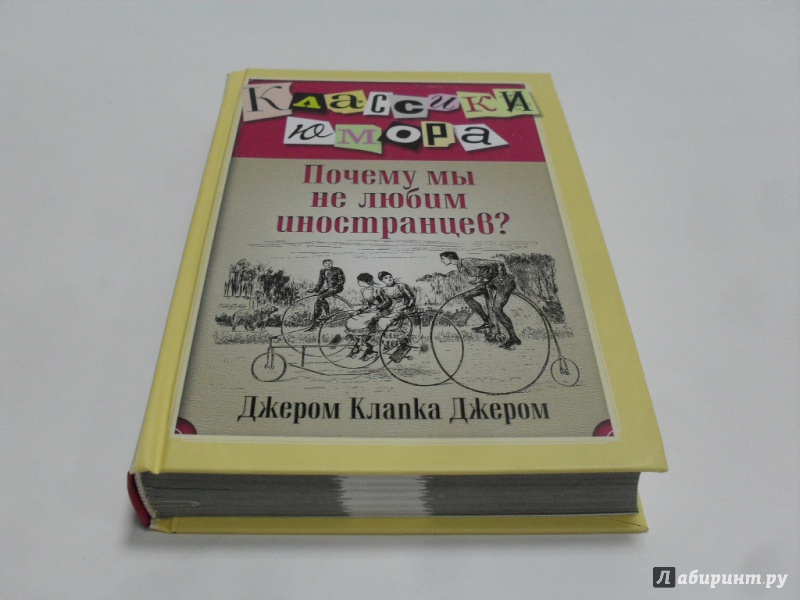 Классики
юмора
Почему мы
не любим
иностранцев?
Джером Клапка Джером
Лабиринт.ру